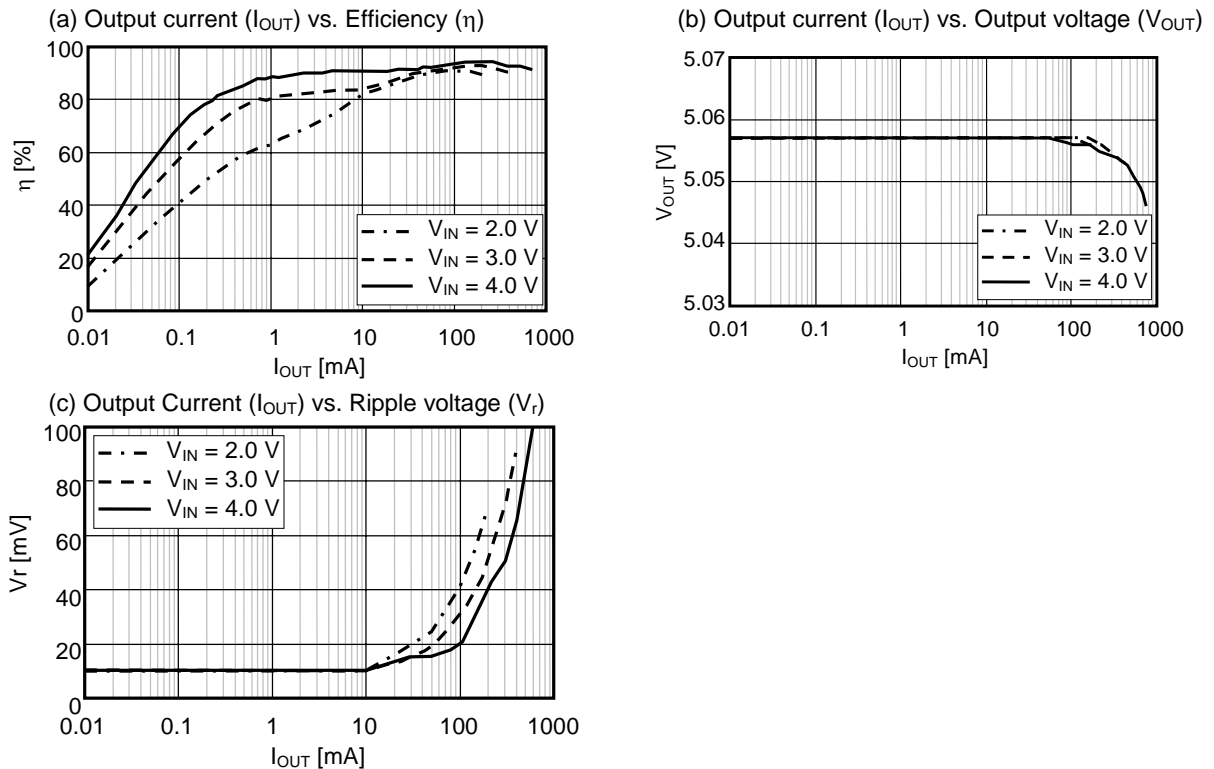 (a) Output current (IOUT) vs. Efficiency (η)
100
80
60
40
20
0
η [%]
0.01 0.1 1 10 100 1000
IOUT [mA]
VIN = 2.0 V
VIN = 3.0 V
VIN = 4.0 V
(b) Output current (IOUT) vs. Output voltage (VOUT)
5.07
5.06
5.05
5.04
5.03
VOUT [V]
0.01 0.1 1 10 100 1000
IOUT [mA]
VIN = 2.0 V
VIN = 3.0 V
VIN = 4.0 V
(c) Output Current (IOUT) vs. Ripple voltage (Vr)
100
80
60
40
20
0
Vr [mV]
0.01 0.1 1 10 100 1000
IOUT [mA]
VIN = 2.0 V
VIN = 3.0 V
VIN = 4.0 V